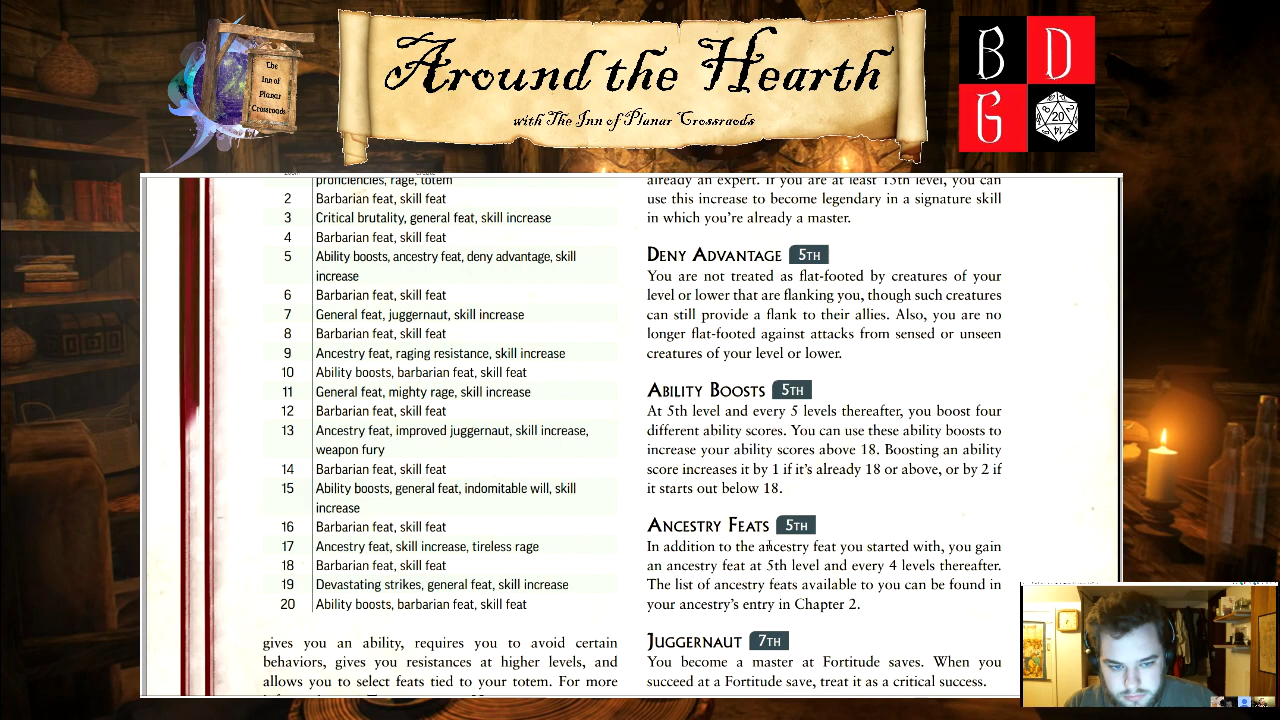 The
Inn of
Planar
Crossroads
Around the Hearth
with The Inn of Planar Crossraods
B D
G 20
proficiencies, rage, totem
2 Barbarian feat, skill feat
3 Critical brutality, general feat, skill increase
4 Barbarian feat, skill feat
5 Ability boosts, ancestry feat, deny advantage, skill
increase
6 Barbarian feat, skill feat
7 General feat, juggernaut, skill increase
8 Barbarian feat, skill feat
9 Ancestry feat, raging resistance, skill increase
10 Ability boosts, barbarian feat, skill feat
11 General feat, mighty rage, skill increase
12 Barbarian feat, skill feat
13 Ancestry feat, improved juggernaut, skill increase,
weapon fury
14 Barbarian feat, skill feat
15 Ability boosts, general feat, indomitable will, skill
increase
16 Barbarian feat, skill feat
17 Ancestry feat, skill increase, tireless rage
18 Barbarian feat, skill feat
19 Devastating strikes, general feat, skill increase
20 Ability boosts, barbarian feat, skill feat
gives you an ability, requires you to avoid certain
behaviors, gives you resistances at higher levels, and
allows you to select feats tied to your totem. For more
already an expert. If you are at least 15th level, you can
use this increase to become legendary in a signature skill
in which you're already a master.
Deny Advantage 5th
You are not treated as flat-footed by creatures of your
level or lower that are flanking you, though such creatures
can still provide a flank to their allies. Also, you are no
longer flat-footed against attacks from sensed or unseen
creatures of your level or lower.
Ability Boosts 5th
At 5th level and every 5 levels thereafter, you boost four
different ability scores. You can use these ability boosts to
increase your ability scores above 18. Boosting an ability
score increases it by 1 if it's already 18 or above, or by 2 if
it starts out below 18.
Ancestry Feats 5th
In addition to the ancestry feat you started with, you gain
an ancestry feat at 5th level and every 4 levels thereafter.
The list of ancestry feats available to you can be found in
your ancestry's entry in Chapter 2.
Juggernaut 7th
You become a master at Fortitude saves. When you
succeed at a Fortitude save, treat it as a critical success.